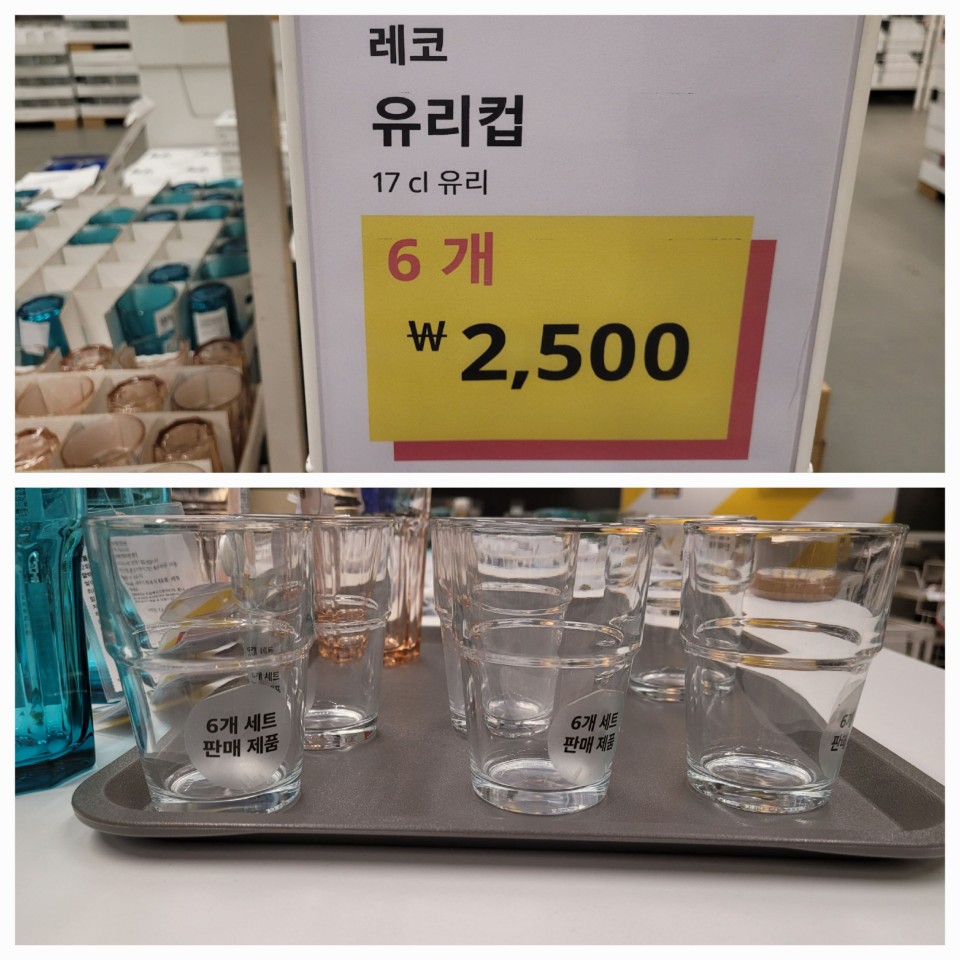 레코
유리컵
17 cl 유리
6 개
₩2,500
6개 세트
판매 제품
6개 세트
판매 제품